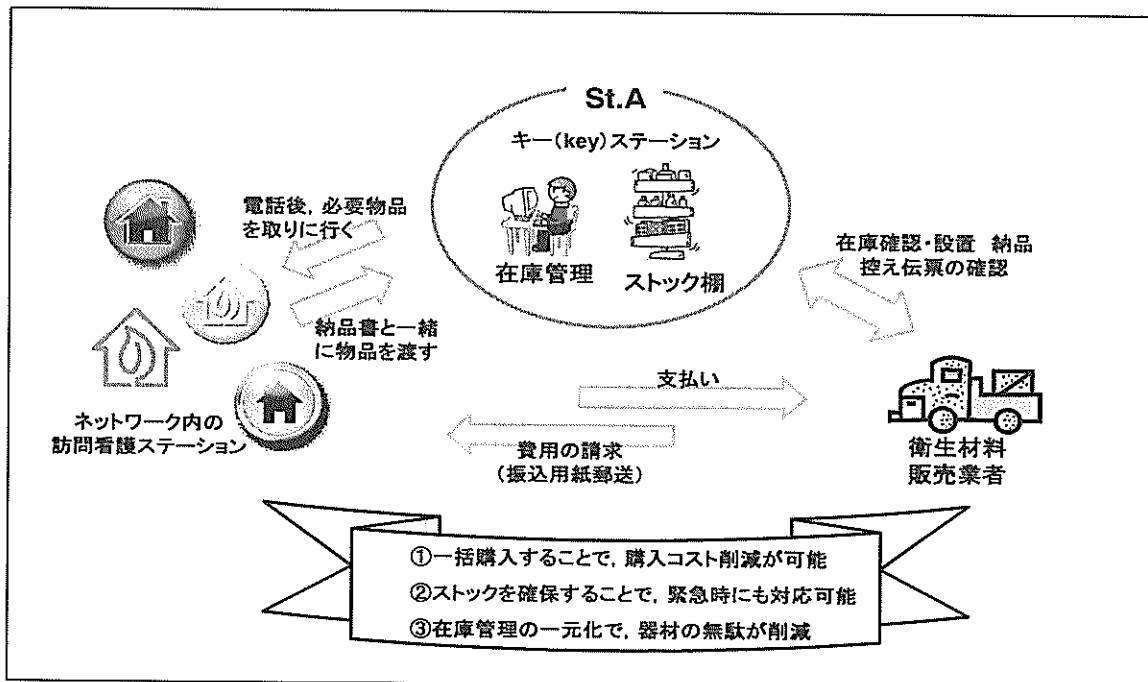 St.A
キー(key)ステーション
在庫管理
ストック棚
電話後, 必要物品
を取りに行く
納品書と一緒
に物品を渡す
ネットワーク内の
訪問看護ステーション
在庫確認・設置 納品
控え伝票の確認
支払い
費用の請求
(振込用紙郵送)
衛生材料
販売業者
①一括購入することで, 購入コスト削減が可能
②ストックを確保することで, 緊急時にも対応可能
③在庫管理の一元化で, 器材の無駄が削減